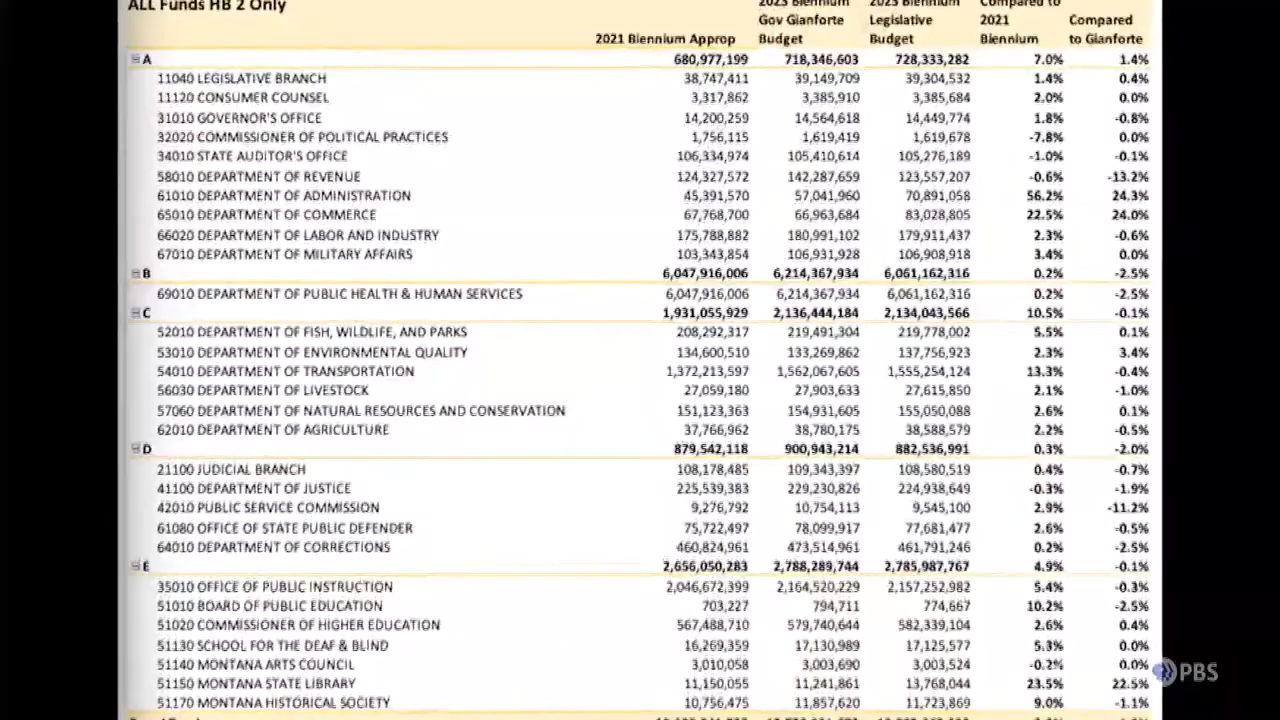 ALL Funds HB 2 Only
2021 Biennium Approp 2023 Biennium Gov Gianforte Budget 2023 Biennium Legislative Budget Compared to 2021 Biennium Compared to Gianforte
A 680,977,199 718,346,603 728,333,282 7.0% 1.4%
11040 LEGISLATIVE BRANCH 38,747,411 39,149,709 39,304,532 1.4% 0.4%
11120 CONSUMER COUNSEL 3,317,862 3,385,910 3,385,684 2.0% 0.0%
31010 GOVERNOR'S OFFICE 14,200,259 14,564,618 14,449,774 1.8% -0.8%
32020 COMMISSIONER OF POLITICAL PRACTICES 1,756,115 1,619,419 1,619,678 -7.8% 0.0%
34010 STATE AUDITOR'S OFFICE 106,334,974 105,410,614 105,276,189 -1.0% -0.1%
58010 DEPARTMENT OF REVENUE 124,327,572 142,287,659 123,557,207 -0.6% -13.2%
61010 DEPARTMENT OF ADMINISTRATION 45,391,570 57,041,960 70,891,058 56.2% 24.3%
65010 DEPARTMENT OF COMMERCE 67,768,700 66,963,684 83,028,805 22.5% 24.0%
66020 DEPARTMENT OF LABOR AND INDUSTRY 175,788,882 180,991,102 179,911,437 2.3% -0.6%
67010 DEPARTMENT OF MILITARY AFFAIRS 103,343,854 106,931,928 106,908,918 3.4% 0.0%
B 6,047,916,006 6,214,367,934 6,061,162,316 0.2% -2.5%
69010 DEPARTMENT OF PUBLIC HEALTH & HUMAN SERVICES 6,047,916,006 6,214,367,934 6,061,162,316 0.2% -2.5%
C 1,931,055,929 2,136,444,184 2,134,043,566 10.5% -0.1%
52010 DEPARTMENT OF FISH, WILDLIFE, AND PARKS 208,292,317 219,491,304 219,778,002 5.5% 0.1%
53010 DEPARTMENT OF ENVIRONMENTAL QUALITY 134,600,510 133,269,862 137,756,923 2.3% 3.4%
54010 DEPARTMENT OF TRANSPORTATION 1,372,213,597 1,562,067,605 1,555,254,124 13.3% -0.4%
56030 DEPARTMENT OF LIVESTOCK 27,059,180 27,903,633 27,615,850 2.1% -1.0%
57060 DEPARTMENT OF NATURAL RESOURCES AND CONSERVATION 151,123,363 154,931,605 155,050,088 2.6% 0.1%
62010 DEPARTMENT OF AGRICULTURE 37,766,962 38,780,175 38,588,579 2.2% -0.5%
D 879,542,118 900,943,214 882,536,991 0.3% -2.0%
21100 JUDICIAL BRANCH 108,178,485 109,343,397 108,580,519 0.4% -0.7%
41100 DEPARTMENT OF JUSTICE 225,539,383 229,230,826 224,938,649 -0.3% -1.9%
42010 PUBLIC SERVICE COMMISSION 9,276,792 10,754,113 9,545,100 2.9% -11.2%
61080 OFFICE OF STATE PUBLIC DEFENDER 75,722,497 78,099,917 77,681,477 2.6% -0.5%
64010 DEPARTMENT OF CORRECTIONS 460,824,961 473,514,961 461,791,246 0.2% -2.5%
E 2,656,050,283 2,788,289,744 2,785,987,767 4.9% -0.1%
35010 OFFICE OF PUBLIC INSTRUCTION 2,046,672,399 2,164,520,229 2,157,252,982 5.4% -0.3%
51010 BOARD OF PUBLIC EDUCATION 703,227 794,711 774,667 10.2% -2.5%
51020 COMMISSIONER OF HIGHER EDUCATION 567,488,710 579,740,644 582,339,104 2.6% 0.4%
51130 SCHOOL FOR THE DEAF & BLIND 16,269,359 17,130,989 17,125,577 5.3% 0.0%
51140 MONTANA ARTS COUNCIL 3,010,058 3,003,690 3,003,524 -0.2% 0.0%
51150 MONTANA STATE LIBRARY 11,150,055 11,241,861 13,768,044 23.5% 22.5%
51170 MONTANA HISTORICAL SOCIETY 10,756,475 11,857,620 11,723,869 9.0% -1.1%
PBS